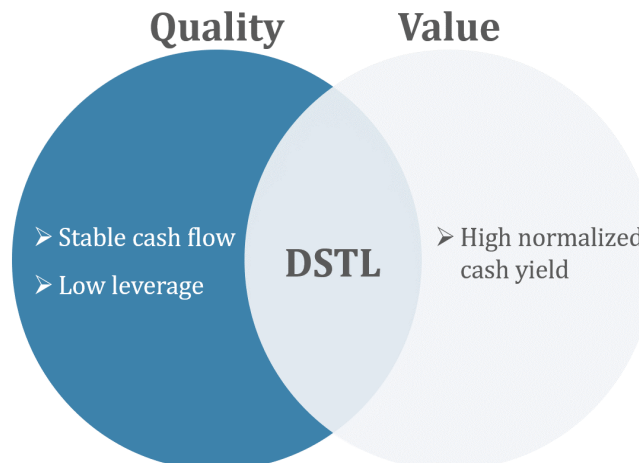 Quality
Value
➢ Stable cash flow
➢ Low leverage
DSTL
➢ High normalized
cash yield